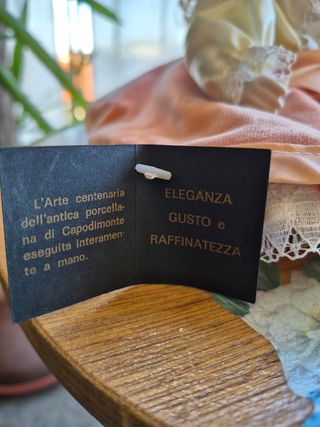 L'Arte centenaria
dell'antica porcella-
na di Capodimonte
eseguita Interamen-
te a mano.
ELEGANZA
GUSTO e
RAFFINATEZZA